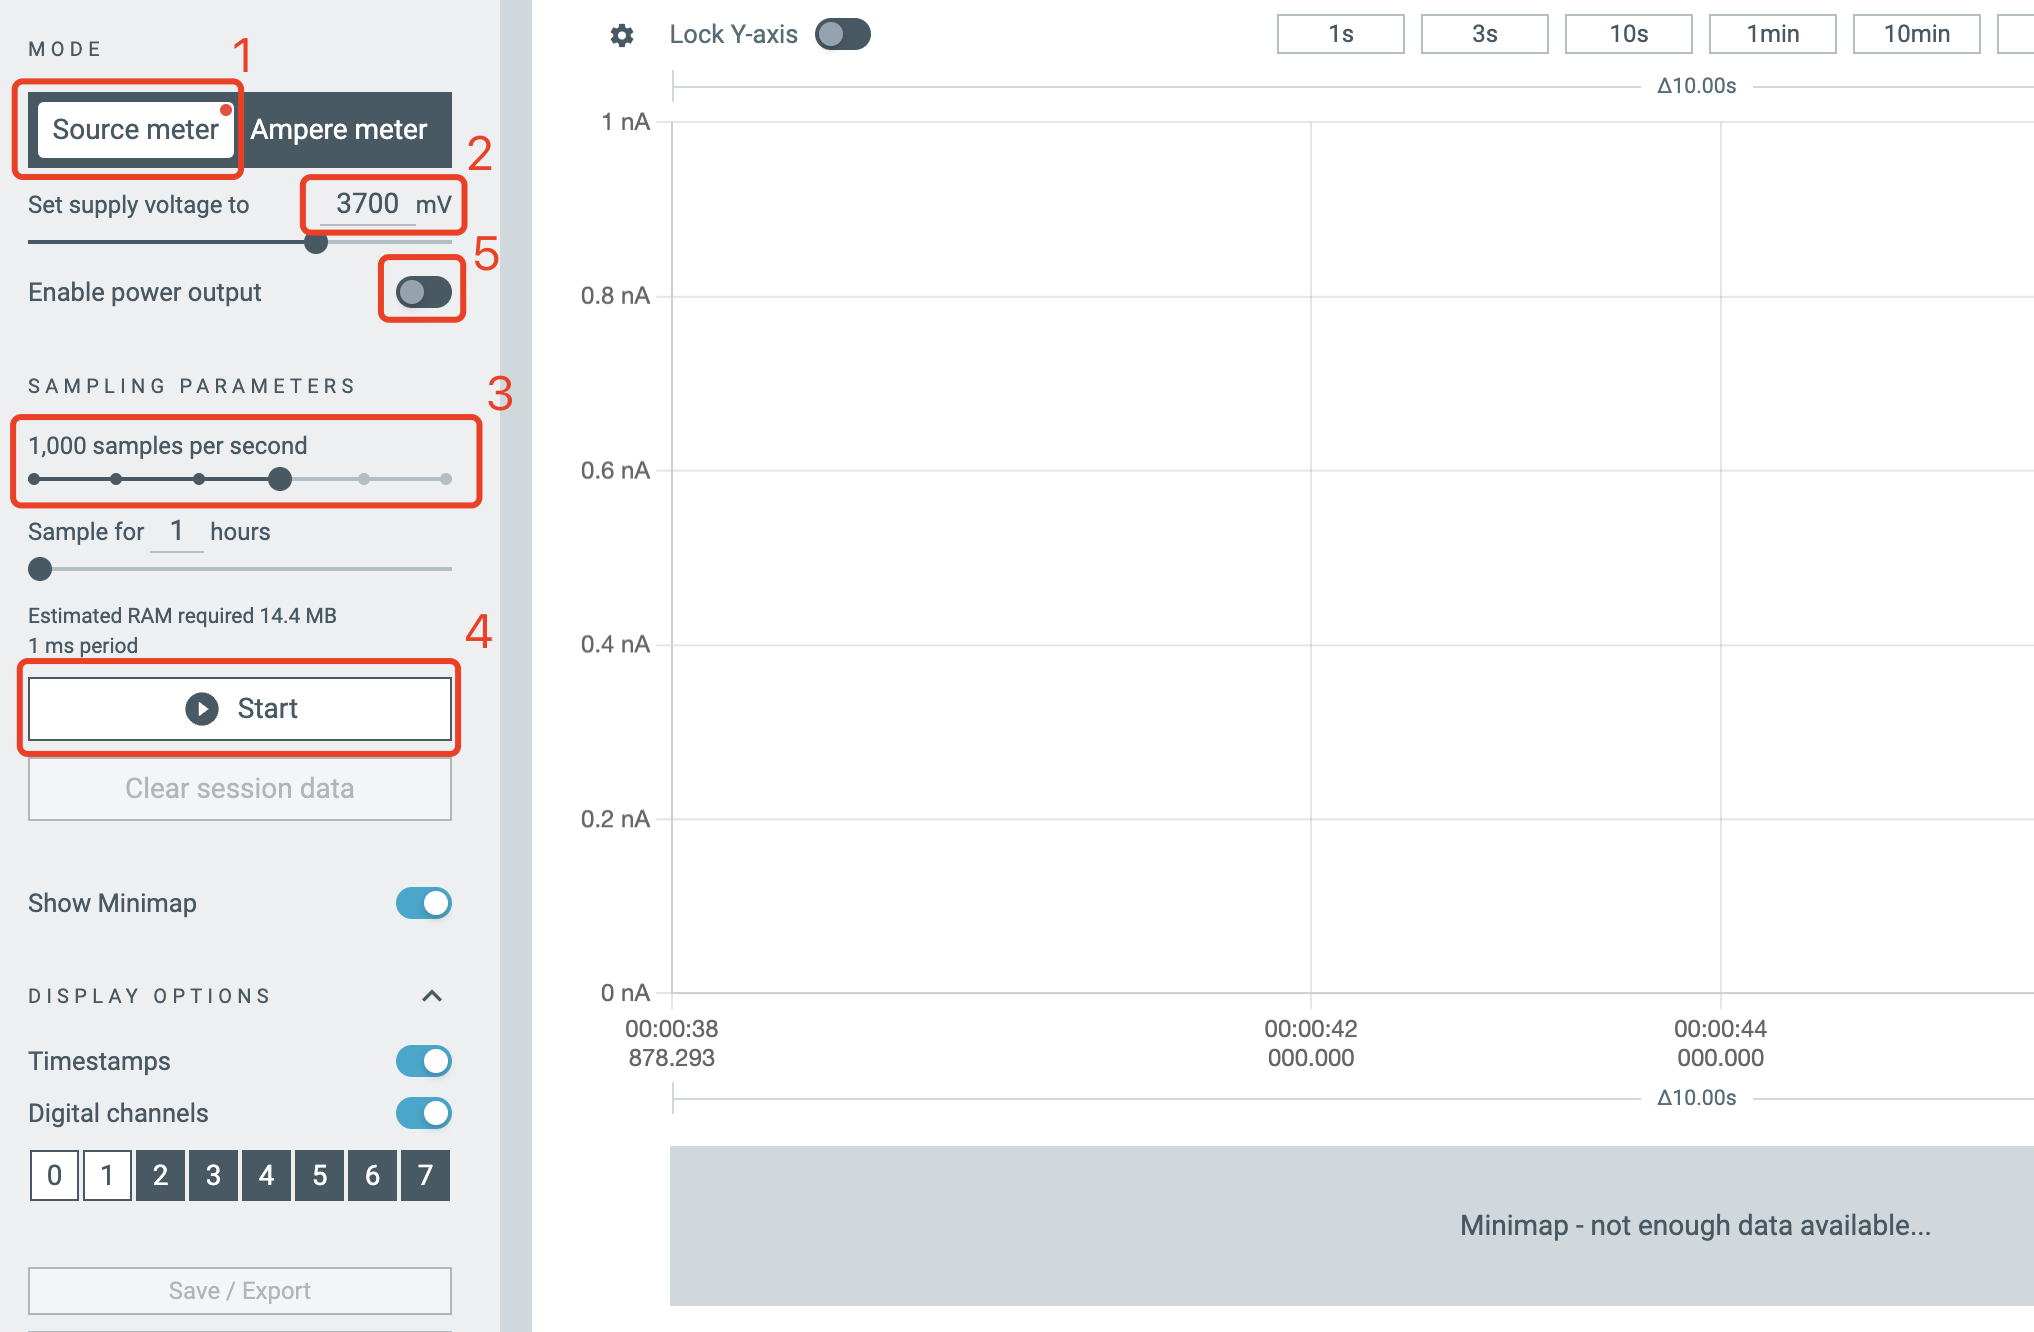 MODE
1
Source meter
Ampere meter
2
Set supply voltage to 3700 mV
5
Enable power output
SAMPLING PARAMETERS
3
1,000 samples per second
Sample for 1 hours
Estimated RAM required 14.4 MB
1 ms period
4
Start
Clear session data
Show Minimap
DISPLAY OPTIONS
Timestamps
Digital channels
0 1 2 3 4 5 6 7
Save / Export
Lock Y-axis
1s 3s 10s 1min 10min
Δ10.00s
1 nA
0.8 nA
0.6 nA
0.4 nA
0.2 nA
0 nA
00:00:38 00:00:42 00:00:44
878.293 000.000 000.000
Δ10.00s
Minimap - not enough data available...